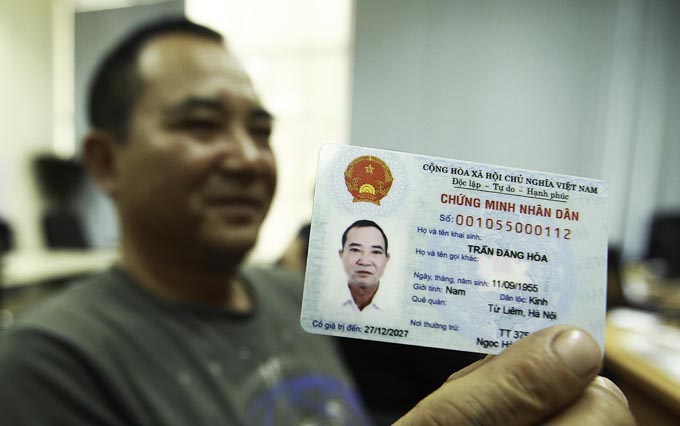 CỘNG HÒA XÃ HỘI CHỦ NGHĨA VIỆT NAM
Độc lập - Tự do - Hạnh phúc
CHỨNG MINH NHÂN DÂN
Số: 001055000112
Họ và tên khai sinh:
TRẦN ĐĂNG HÒA
Họ và tên gọi khác:
Ngày, tháng, năm sinh: 11/09/1955
Giới tính: Nam Dân tộc: Kinh
Quê quán: Từ Liêm, Hà Nội
Có giá trị đến: 27/12/2027 Nơi thường trú: TT 375
Ngọc